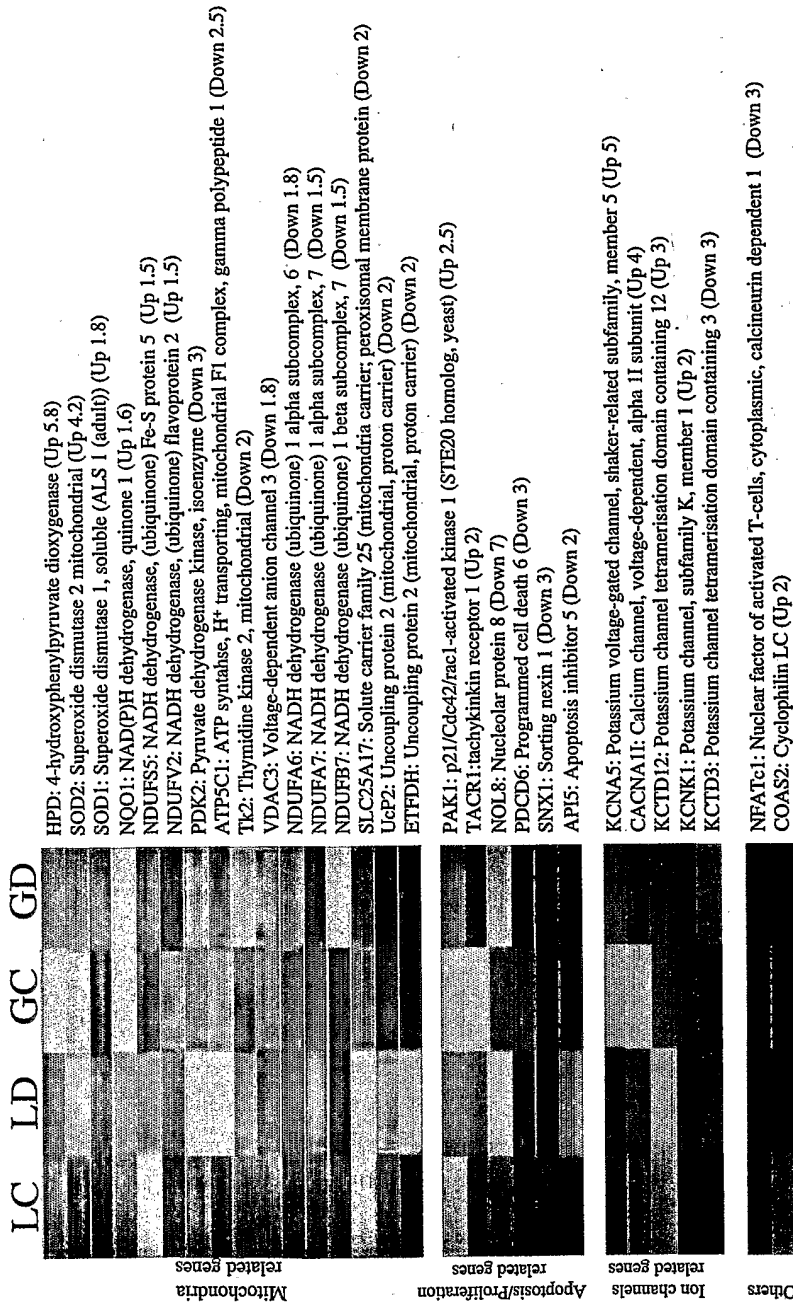 LC LD GC GD
Mitochondria
related genes
HPD: 4-hydroxyphenylpyruvate dioxygenase (Up 5.8)
SOD2: Superoxide dismutase 2 mitochondrial (Up 4.2)
SOD1: Superoxide dismutase 1, soluble (ALS 1 (adult)) (Up 1.8)
NQO1: NAD(P)H dehydrogenase, quinone 1 (Up 1.6)
NDUFS5: NADH dehydrogenase, (ubiquinone) Fe-S protein 5 (Up 1.5)
NDUFV2: NADH dehydrogenase, (ubiquinone) flavoprotein 2 (Up 1.5)
PDK2: Pyruvate dehydrogenase kinase, isoenzyme (Down 3)
ATP5C1: ATP syntahse, H⁺ transporting, mitochondrial F1 complex, gamma polypeptide 1 (Down 2.5)
Tk2: Thymidine kinase 2, mitochondrial (Down 2)
VDAC3: Voltage-dependent anion channel 3 (Down 1.8)
NDUFA6: NADH dehydrogenase (ubiquinone) 1 alpha subcomplex, 6 (Down 1.8)
NDUFA7: NADH dehydrogenase (ubiquinone) 1 alpha subcomplex, 7 (Down 1.5)
NDUFB7: NADH dehydrogenase (ubiquinone) 1 beta subcomplex, 7 (Down 1.5)
SLC25A17: Solute carrier family 25 (mitochondria carrier; peroxisomal membrane protein (Down 2)
UcP2: Uncoupling protein 2 (mitochondrial, proton carrier) (Down 2)
ETFDH: Uncoupling protein 2 (mitochondrial, proton carrier) (Down 2)
Apoptosis/Proliferation
related genes
PAK1: p21/Cdc42/rac1-activated kinase 1 (STE20 homolog, yeast) (Up 2.5)
TACR1:tachykinkin receptor 1 (Up 2)
NOL8: Nucleolar protein 8 (Down 7)
PDCD6: Programmed cell death 6 (Down 3)
SNX1: Sorting nexin 1 (Down 3)
API5: Apoptosis inhibitor 5 (Down 2)
Ion channels
related genes
KCNA5: Potassium voltage-gated channel, shaker-related subfamily, member 5 (Up 5)
CACNA1I: Calcium channel, voltage-dependent, alpha 1I subunit (Up 4)
KCTD12: Potassium channel tetramerisation domain containing 12 (Up 3)
KCNK1: Potassium channel, subfamily K, member 1 (Up 2)
KCTD3: Potassium channel tetramerisation domain containing 3 (Down 3)
Others
NFATc1: Nuclear factor of activated T-cells, cytoplasmic, calcineurin dependent 1 (Down 3)
COAS2: Cyclophilin LC (Up 2)